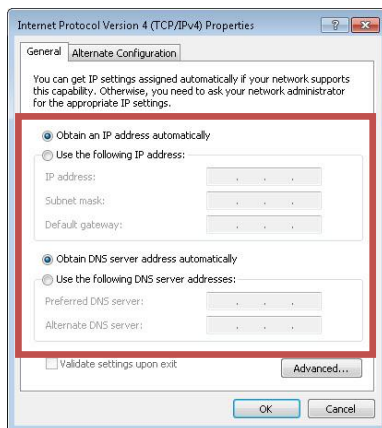 Internet Protocol Version 4 (TCP/IPv4) Properties
General
Alternate Configuration
You can get IP settings assigned automatically if your network supports
this capability. Otherwise, you need to ask your network administrator
for the appropriate IP settings.
Obtain an IP address automatically
Use the following IP address:
IP address:
Subnet mask:
Default gateway:
Obtain DNS server address automatically
Use the following DNS server addresses:
Preferred DNS server:
Alternate DNS server:
Validate settings upon exit
Advanced...
OK
Cancel